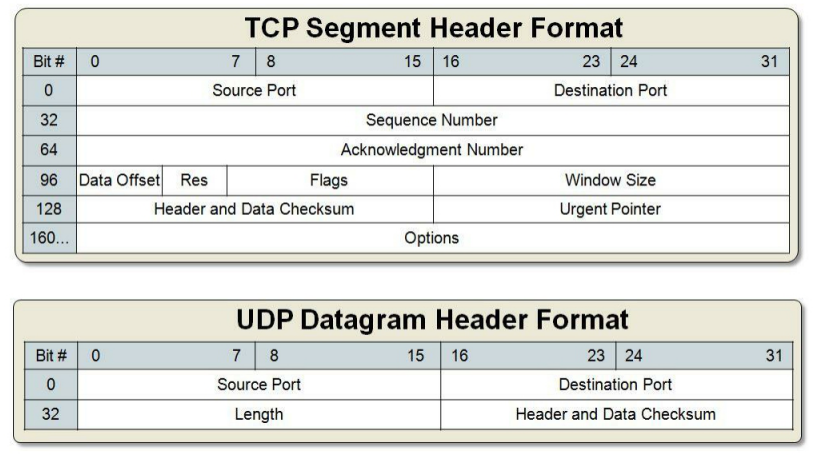 TCP Segment Header Format
Bit # 0 7 8 15 16 23 24 31
0 Source Port Destination Port
32 Sequence Number
64 Acknowledgment Number
96 Data Offset Res Flags Window Size
128 Header and Data Checksum Urgent Pointer
160... Options
UDP Datagram Header Format
Bit # 0 7 8 15 16 23 24 31
0 Source Port Destination Port
32 Length Header and Data Checksum